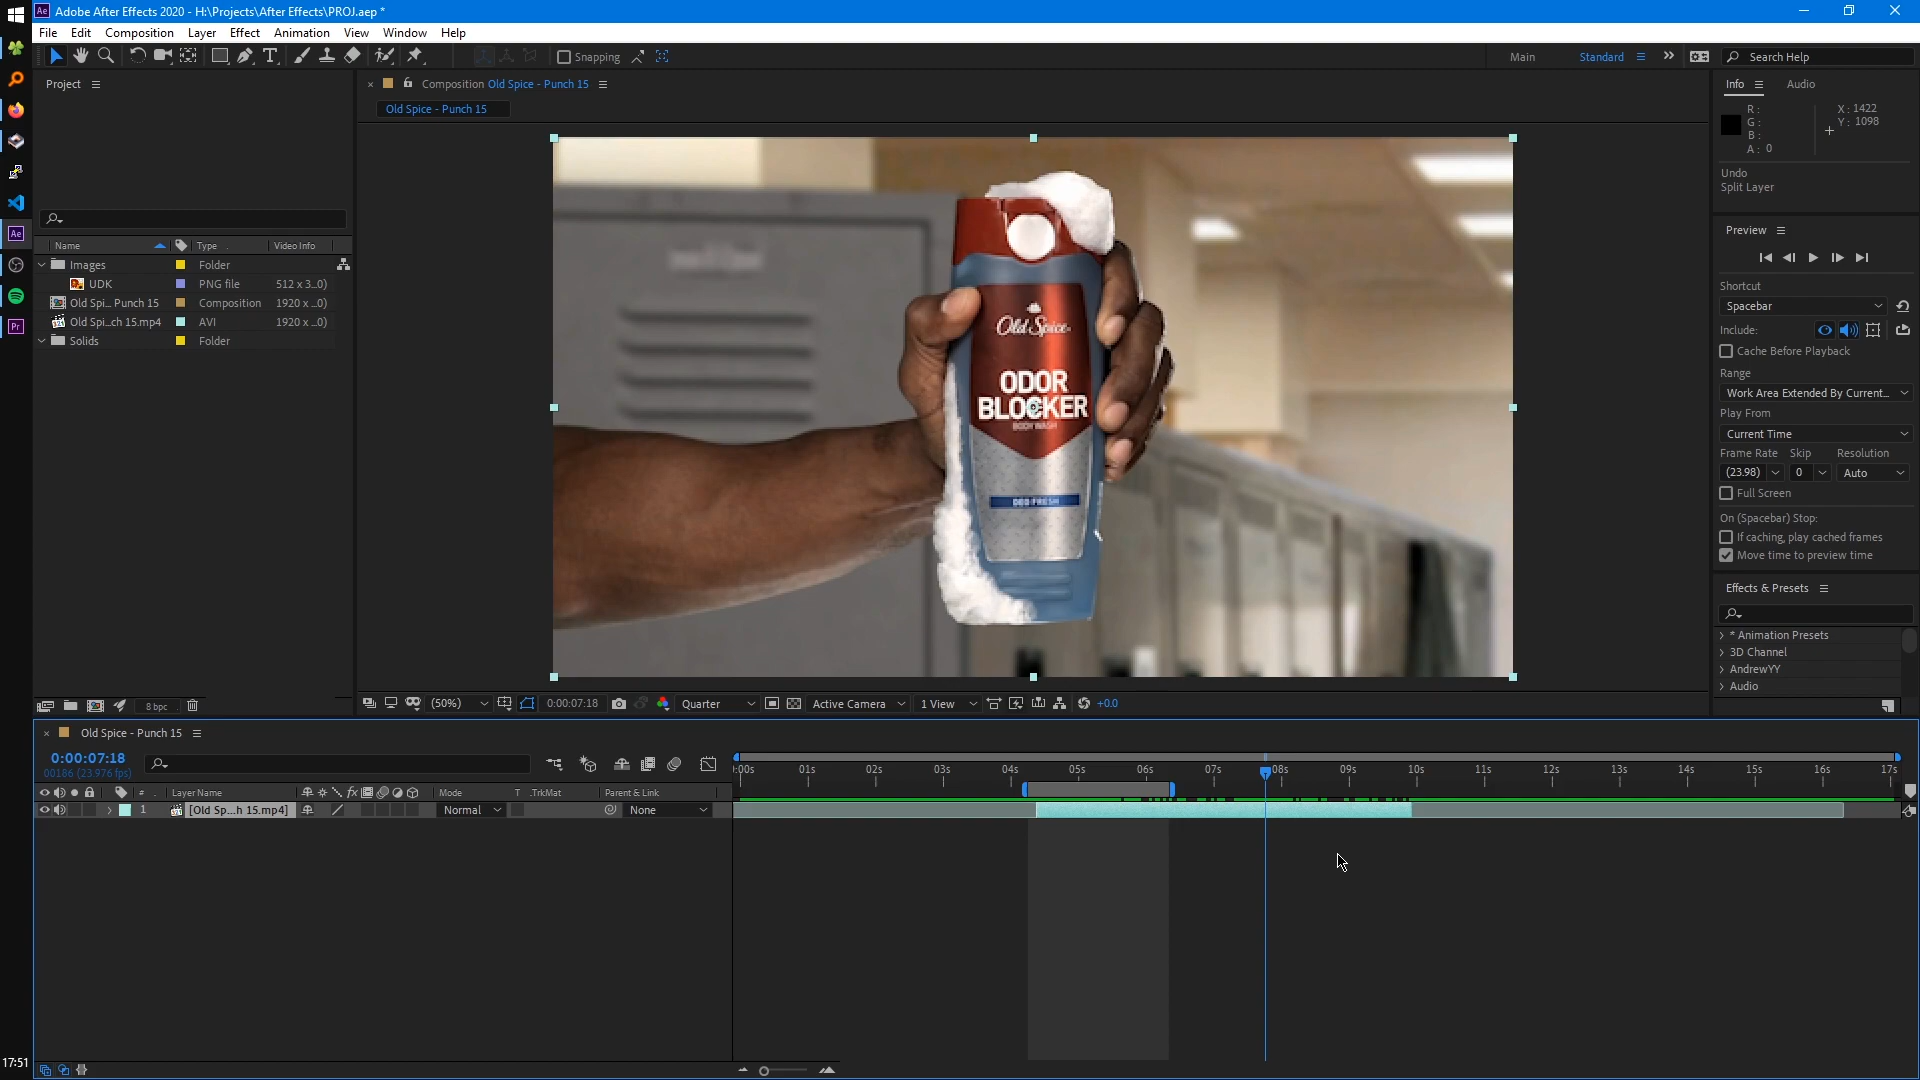 Adobe After Effects 2020 - H:\Projects\After Effects\PROJ.aep *
File Edit Composition Layer Effect Animation View Window Help
Snapping
Main Standard Search Help
Project
Name Type Video Info
Images Folder
UDK PNG file 512 x 3...0)
Old Spi... Punch 15 Composition 1920 x ...0)
Old Spi...ch 15.mp4 AVI 1920 x ...0)
Solids Folder
8 bpc
Composition Old Spice - Punch 15
Old Spice - Punch 15
Old Spice
ODOR
BLOCKER
BODY WASH
(50%) 0:00:07:18 Quarter Active Camera 1 View +0.0
Info Audio
R : X : 1422
G : Y : 1098
B :
A : 0
Undo
Split Layer
Preview
Shortcut
Spacebar
Include:
Cache Before Playback
Range
Work Area Extended By Current...
Play From
Current Time
Frame Rate Skip Resolution
(23.98) 0 Auto
Full Screen
On (Spacebar) Stop:
If caching, play cached frames
Move time to preview time
Effects & Presets
* Animation Presets
3D Channel
AndrewYY
Audio
Old Spice - Punch 15
0:00:07:18
00186 (23.976 fps)
:00s 01s 02s 03s 04s 05s 06s 07s 08s 09s 10s 11s 12s 13s 14s 15s 16s 17s
# Layer Name Mode T .TrkMat Parent & Link
1 [Old Sp...h 15.mp4] Normal None
Ae
Pr
17:51